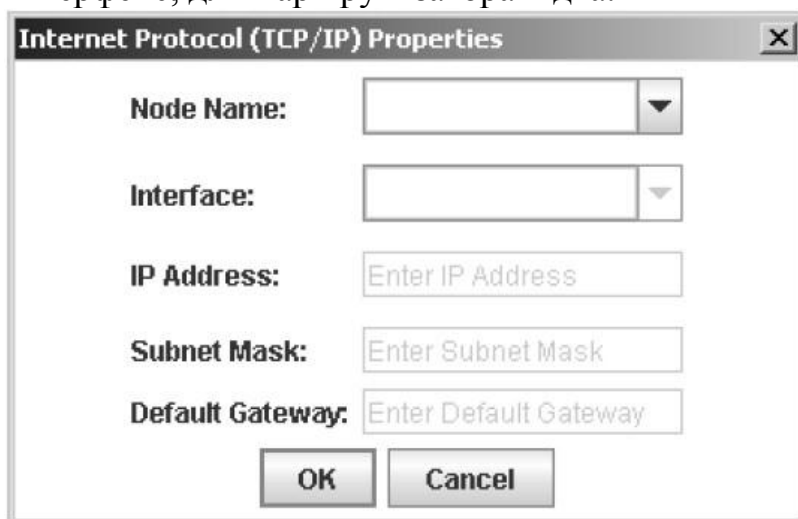 Internet Protocol (TCP/IP) Properties
Node Name:
Interface:
IP Address: Enter IP Address
Subnet Mask: Enter Subnet Mask
Default Gateway: Enter Default Gateway
OK Cancel